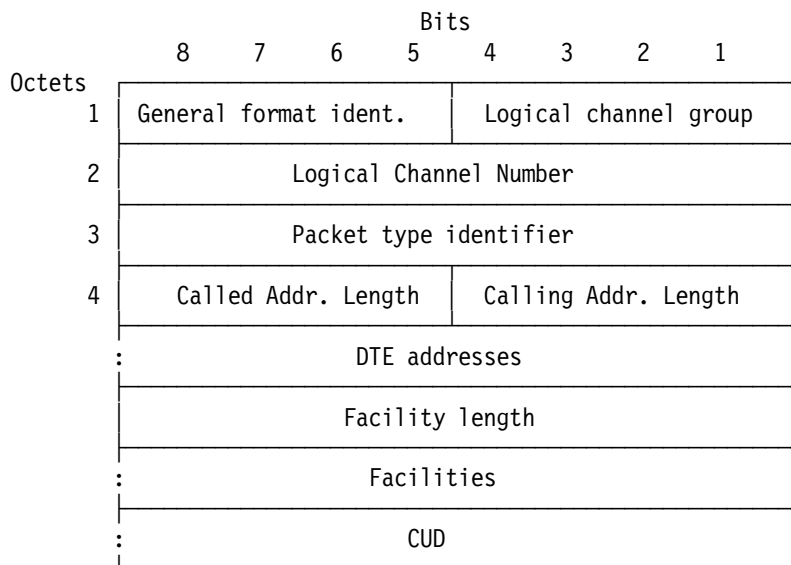 Bits
8 7 6 5 4 3 2 1
Octets
1 General format ident. Logical channel group
2 Logical Channel Number
3 Packet type identifier
4 Called Addr. Length Calling Addr. Length
: DTE addresses
Facility length
: Facilities
: CUD